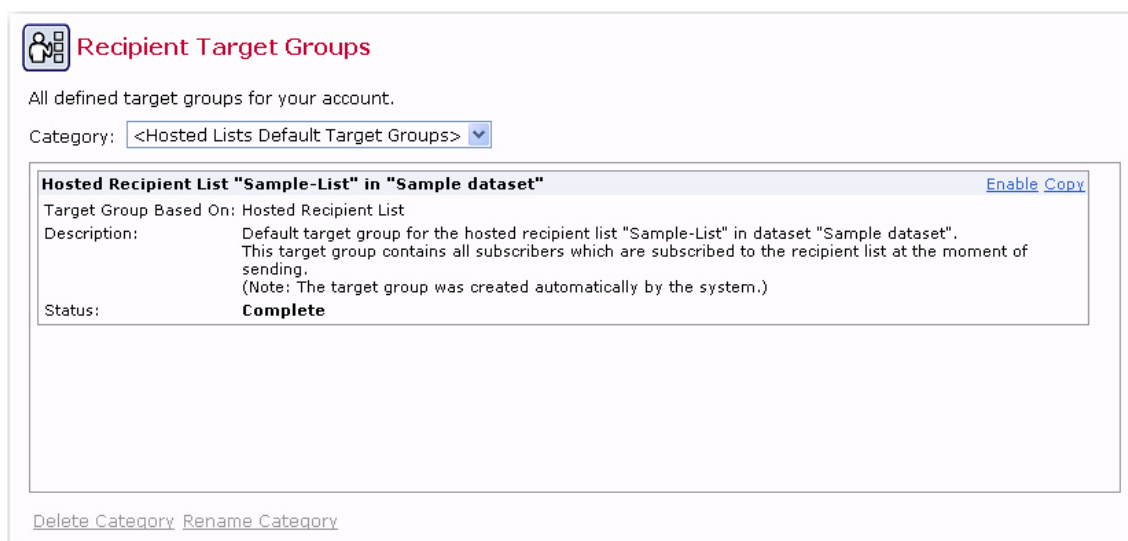 Recipient Target Groups
All defined target groups for your account.
Category: <Hosted Lists Default Target Groups>
Hosted Recipient List "Sample-List" in "Sample dataset" Enable Copy
Target Group Based On: Hosted Recipient List
Description: Default target group for the hosted recipient list "Sample-List" in dataset "Sample dataset".
This target group contains all subscribers which are subscribed to the recipient list at the moment of
sending.
(Note: The target group was created automatically by the system.)
Status: Complete
Delete Category Rename Category